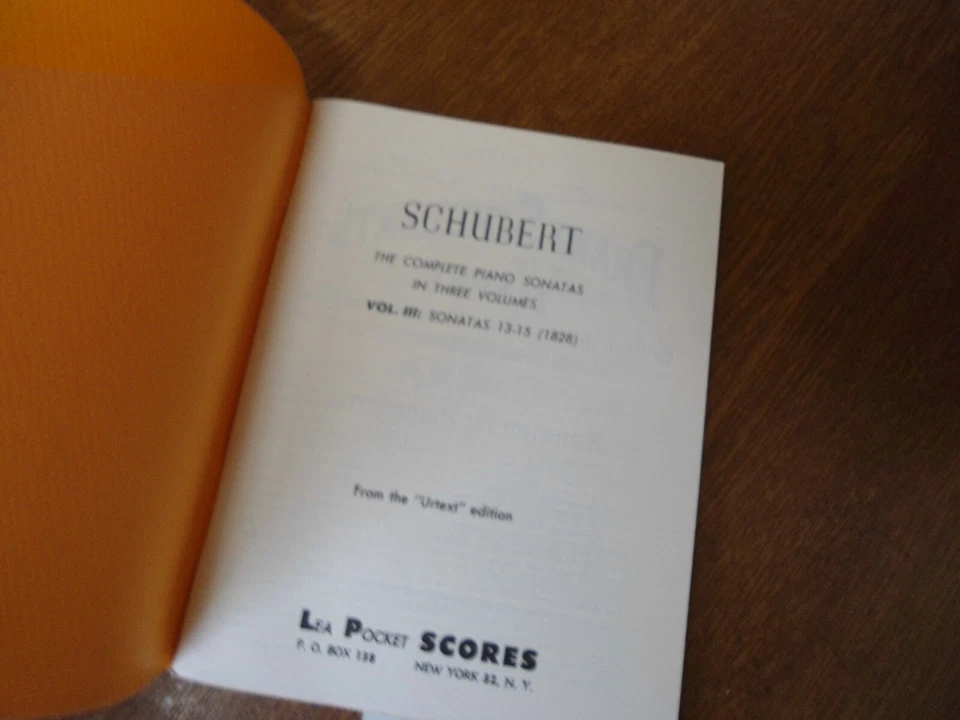 SCHUBERT
THE COMPLETE PIANO SONATAS
IN THREE VOLUMES
VOL. III: SONATAS 13-15 (1828)
From the "Urtext" edition
LEA POCKET SCORES
P. O. BOX 138 NEW YORK 32, N. Y.